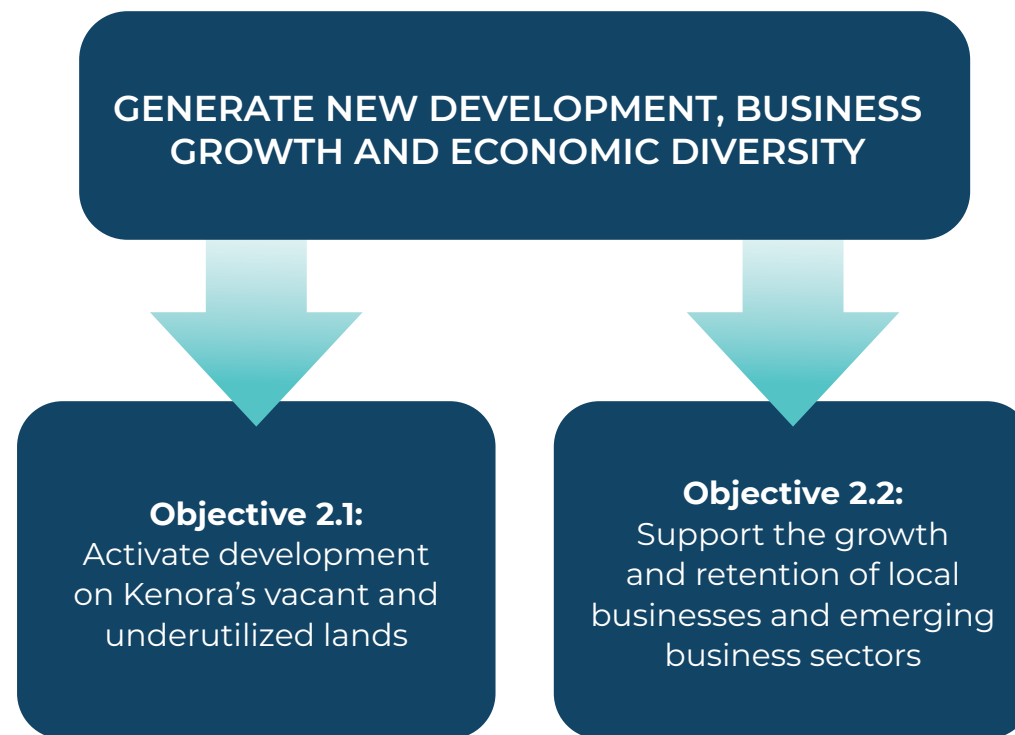 GENERATE NEW DEVELOPMENT, BUSINESS
GROWTH AND ECONOMIC DIVERSITY
Objective 2.1:
Activate development
on Kenora’s vacant and
underutilized lands
Objective 2.2:
Support the growth
and retention of local
businesses and emerging
business sectors